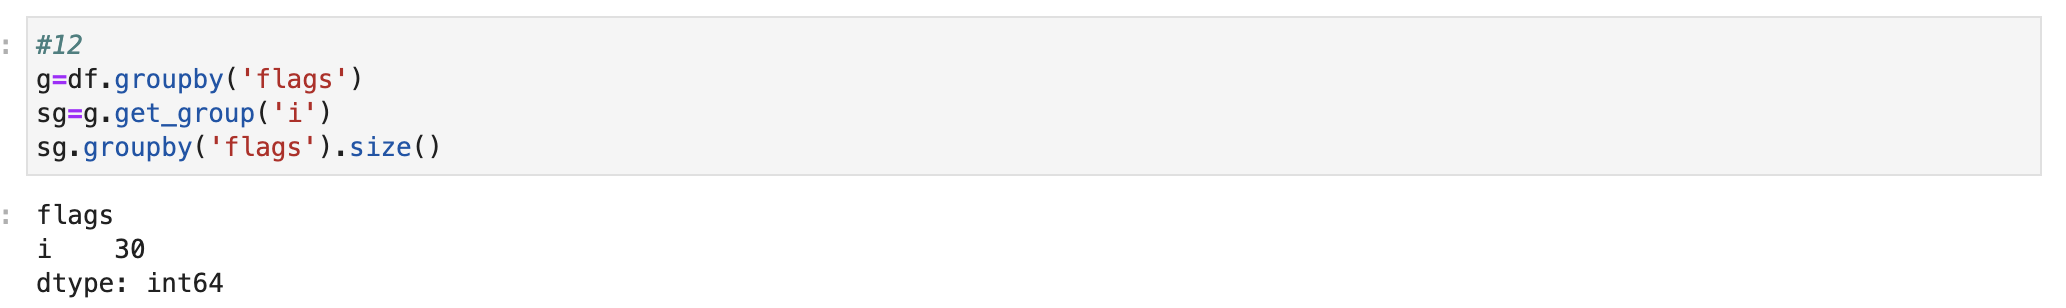 #12
g=df.groupby('flags')
sg=g.get_group('i')
sg.groupby('flags').size()
flags
i    30
dtype: int64